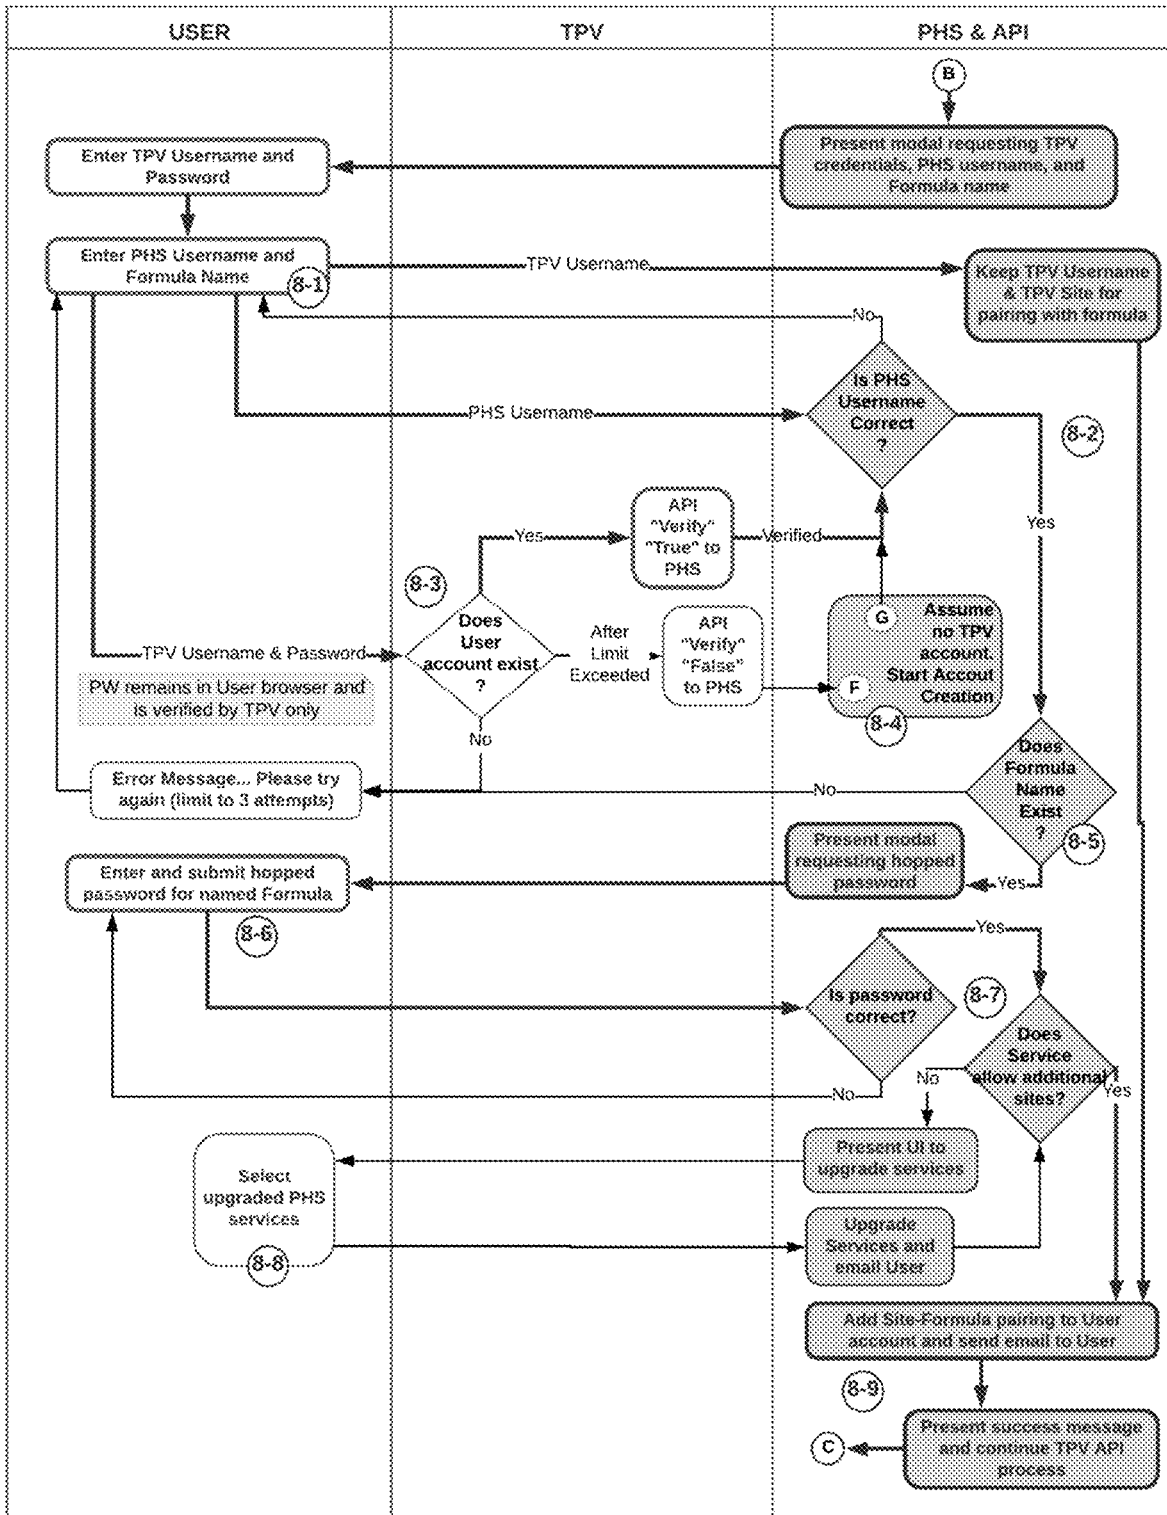 USER
TPV
PHS & API
B
Present modal requesting TPV
credentials, PHS username, and
Formula name
Enter TPV Username and
Password
Enter PHS Username and
Formula Name
8-1
TPV Username
Keep TPV Username
& TPV Site for
pairing with formula
No
Is PHS
Username
Correct
?
PHS Username
8-2
Yes
API
"Verify"
"True" to
PHS
Yes
Verified
8-3
Does
User
account exist
?
After
Limit
Exceeded
API
"Verify"
"False"
to PHS
G
Assume
no TPV
account.
Start Accout
Creation
F
8-4
TPV Username & Password
PW remains in User browser and
is verified by TPV only
No
Error Message... Please try
again (limit to 3 attempts)
No
Does
Formula
Name
Exist
?
8-5
Yes
Present modal
requesting hopped
password
Enter and submit hopped
password for named Formula
8-6
Yes
Is password
correct?
8-7
Does
Service
allow additional
sites?
No
Yes
No
Present UI to
upgrade services
Select
upgraded PHS
services
8-8
Upgrade
Services and
email User
Add Site-Formula pairing to User
account and send email to User
8-9
Present success message
and continue TPV API
process
C